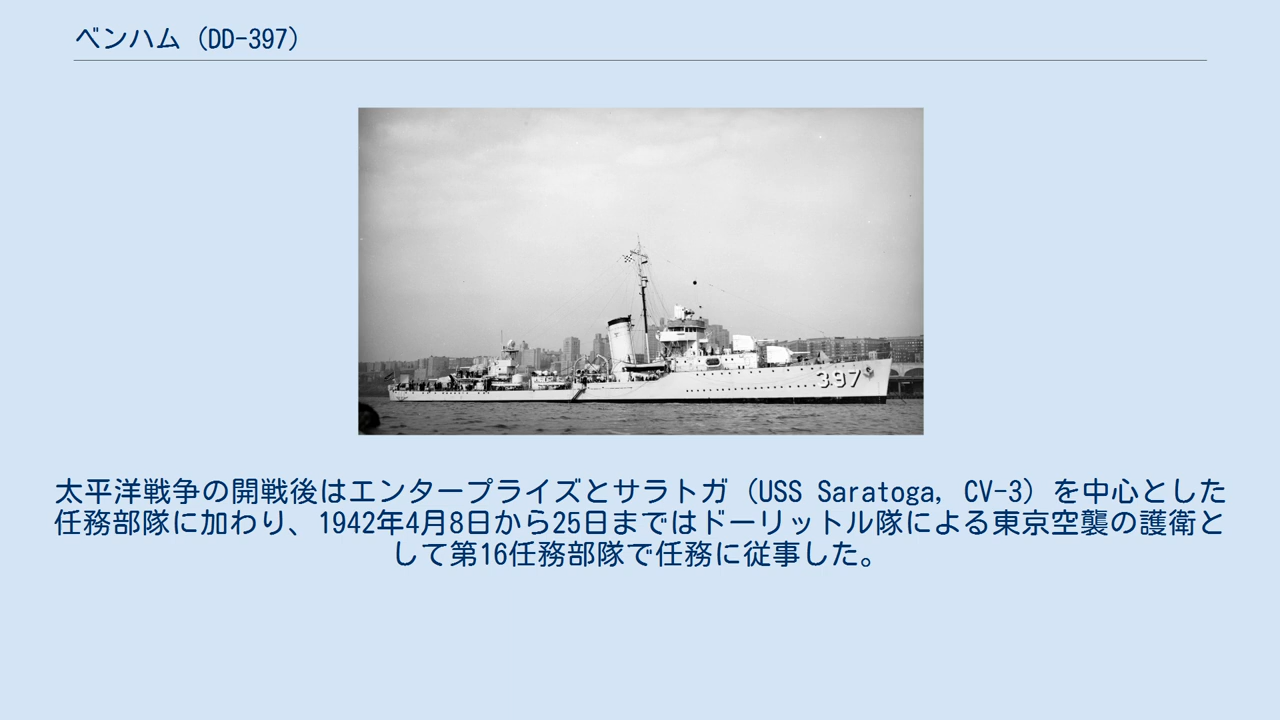 ベンハム (DD-397)
397
太平洋戦争の開戦後はエンタープライズとサラトガ（USS Saratoga, CV-3）を中心とした
任務部隊に加わり、1942年4月8日から25日まではドーリットル隊による東京空襲の護衛と
して第16任務部隊で任務に従事した。